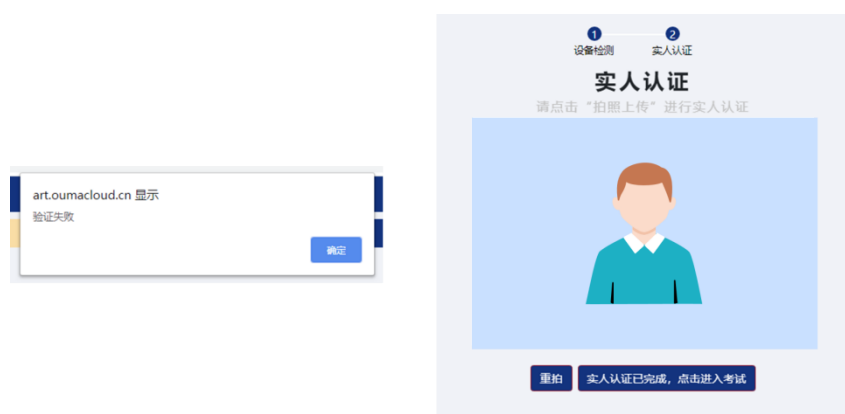 art.oumacloud.cn 显示
验证失败
确定
1
2
设备检测
实人认证
实人认证
请点击“拍照上传”进行实人认证
重拍
实人认证已完成，点击进入考试